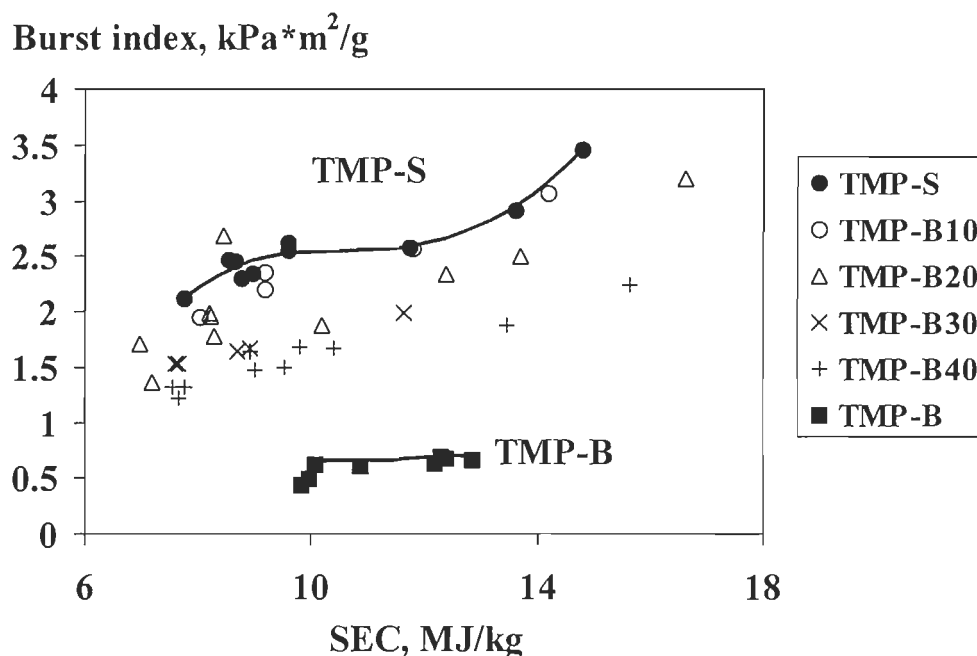 Burst index, kPa*m²/g
4
3.5
3
2.5
2
1.5
1
0.5
0
6
10
14
18
SEC, MJ/kg
TMP-S
TMP-B
TMP-S
TMP-B10
TMP-B20
TMP-B30
TMP-B40
TMP-B